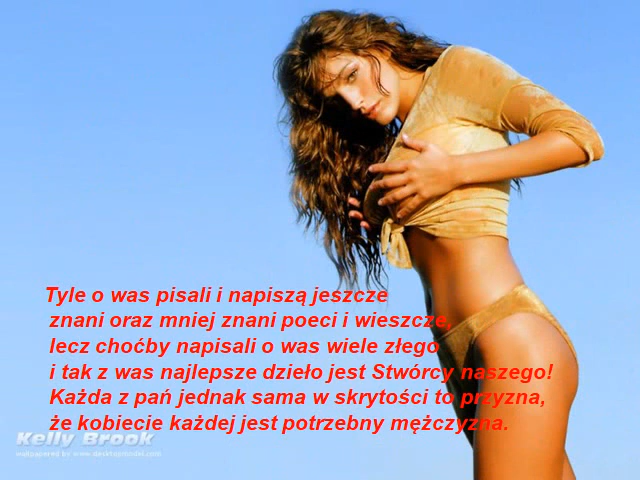 Tyle o was pisali i napiszą jeszcze
znani oraz mniej znani poeci i wieszcze,
lecz choćby napisali o was wiele złego
i tak z was najlepsze dzieło jest Stwórcy naszego!
Każda z pań jednak sama w skrytości to przyzna,
że kobiecie każdej jest potrzebny mężczyzna.
Kelly Brook